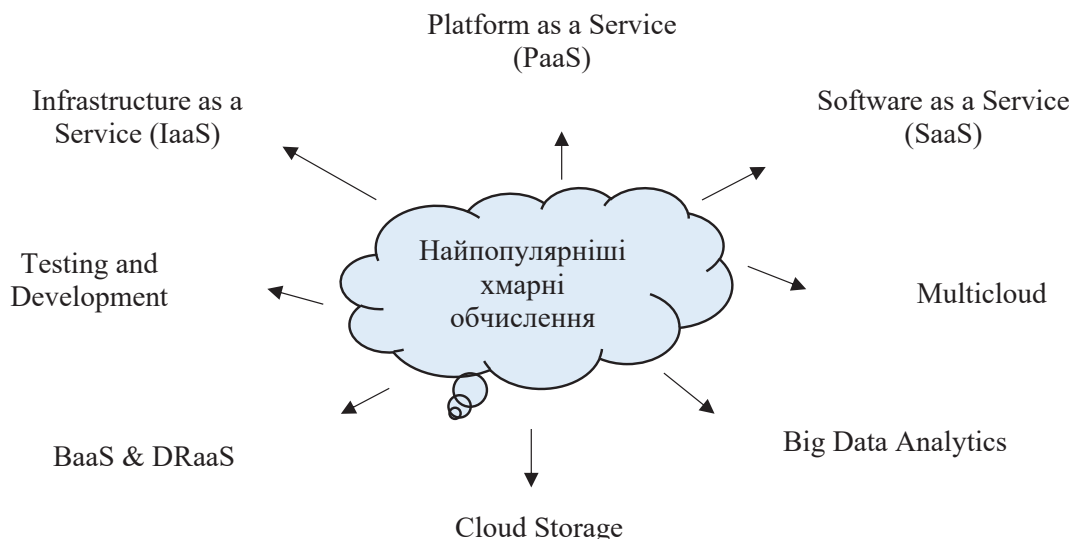 Platform as a Service
(PaaS)
Infrastructure as a
Service (IaaS)
Software as a Service
(SaaS)
Найпопулярніші
хмарні
обчислення
Testing and
Development
Multicloud
BaaS & DRaaS
Big Data Analytics
Cloud Storage